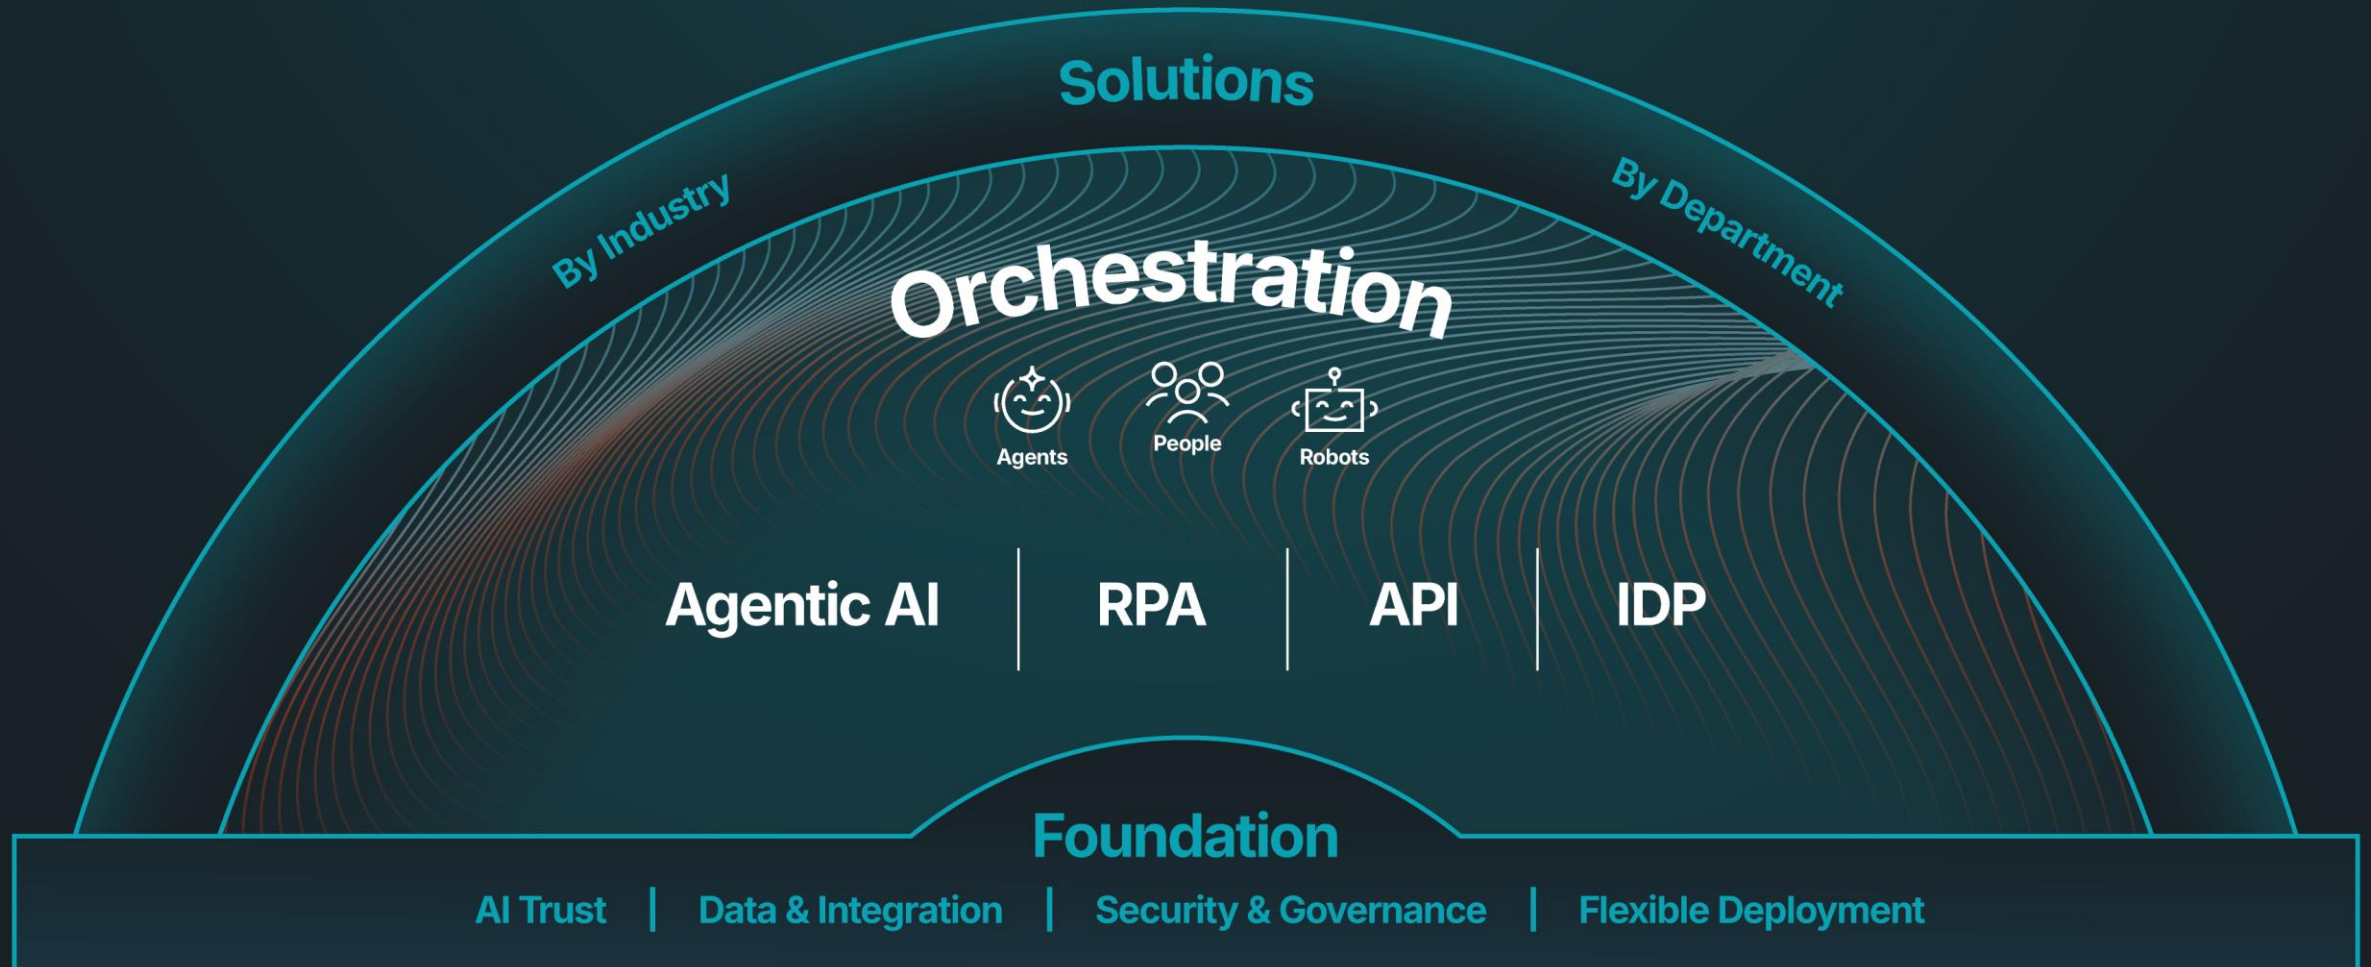 Solutions
By Industry
By Department
Orchestration
Agents
People
Robots
Agentic AI
RPA
API
IDP
Foundation
AI Trust
Data & Integration
Security & Governance
Flexible Deployment